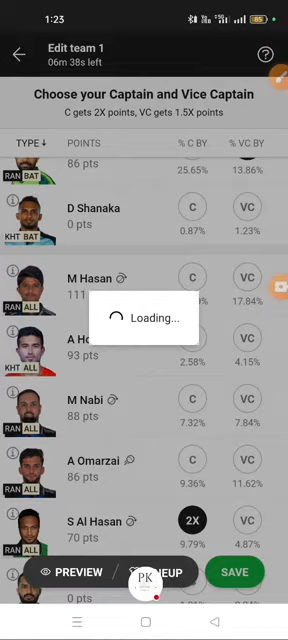 1:23
85
Edit team 1
06m 38s left
Choose your Captain and Vice Captain
C gets 2X points, VC gets 1.5X points
TYPE POINTS % C BY % VC BY
RAN BAT 86 pts 25.65% 13.86%
D Shanaka C VC
KHT BAT 0 pts 0.87% 1.23%
M Hasan C VC
RAN ALL 111 17.84%
Loading...
VC
KHT ALL 93 pts 2.58% 4.15%
M Nabi C VC
RAN ALL 88 pts 7.32% 7.84%
A Omarzai C VC
RAN ALL 86 pts 9.36% 11.62%
S Al Hasan 2X VC
RAN ALL 70 pts 9.79% 4.87%
PREVIEW / EUP SAVE
PK
0 pts